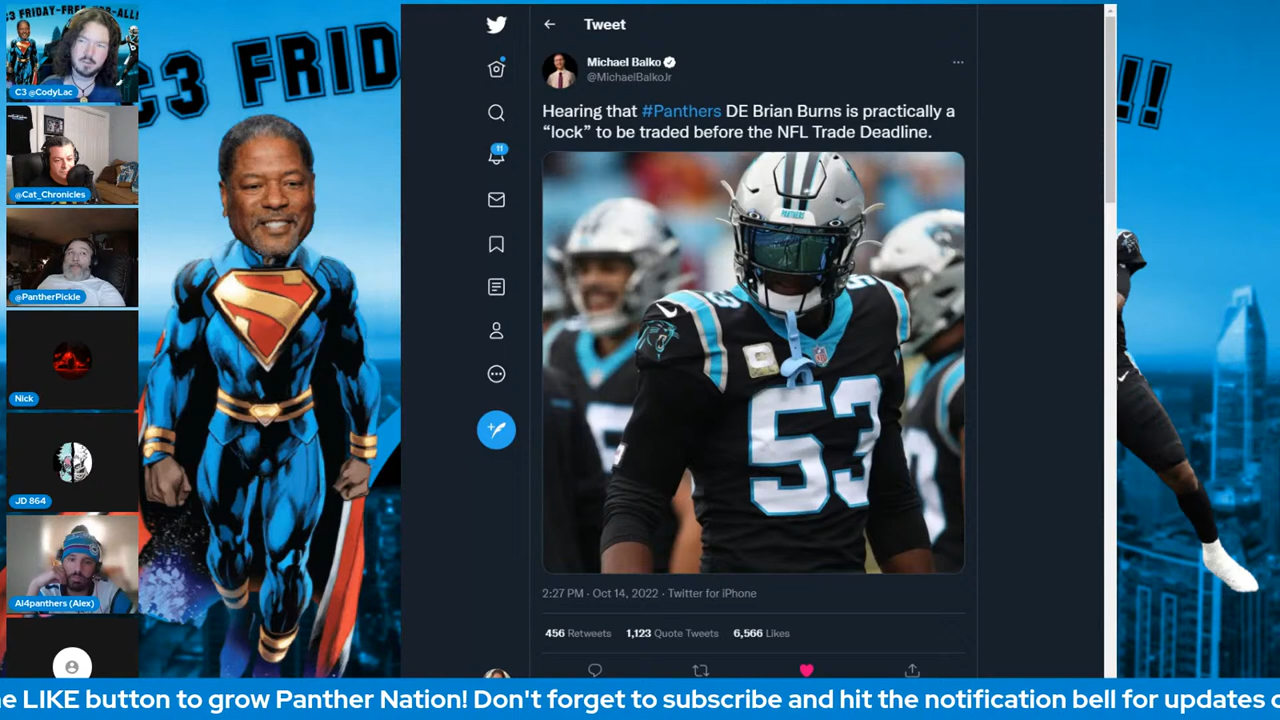 C3 FRIDAY-FREE-FOR-ALL!
C3 @CodyLac
@Cat_Chronicles
@PantherPickle
Nick
JD 864
Al4panthers (Alex)
C3 FRID
!!
Tweet
Michael Balko
@MichaelBalkoJr
Hearing that #Panthers DE Brian Burns is practically a
“lock” to be traded before the NFL Trade Deadline.
11
PANTHERS
53
53
2:27 PM · Oct 14, 2022 · Twitter for iPhone
456 Retweets 1,123 Quote Tweets 6,566 Likes
e LIKE button to grow Panther Nation! Don't forget to subscribe and hit the notification bell for updates